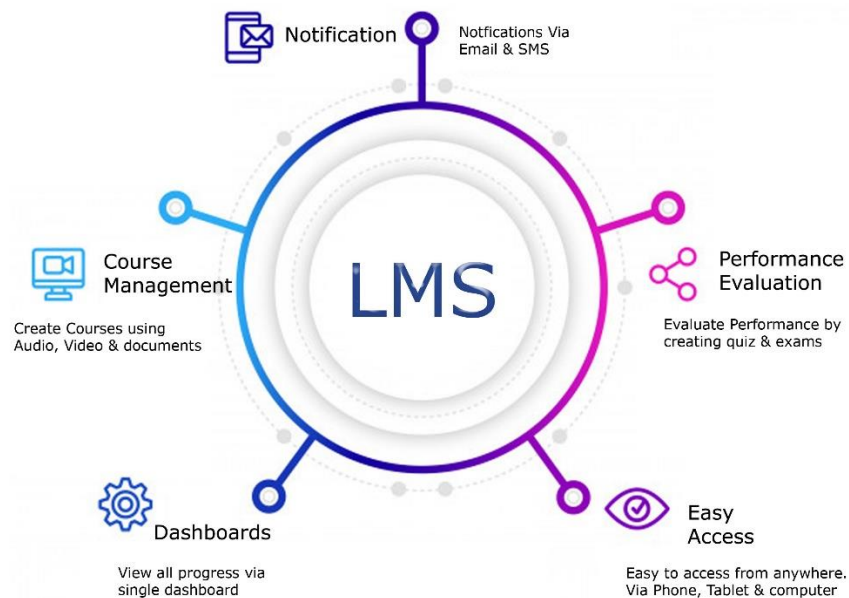 Notification
Notfications Via
Email & SMS
LMS
Course
Management
Create Courses using
Audio, Video & documents
Performance
Evaluation
Evaluate Performance by
creating quiz & exams
Dashboards
View all progress via
single dashboard
Easy
Access
Easy to access from anywhere.
Via Phone, Tablet & computer